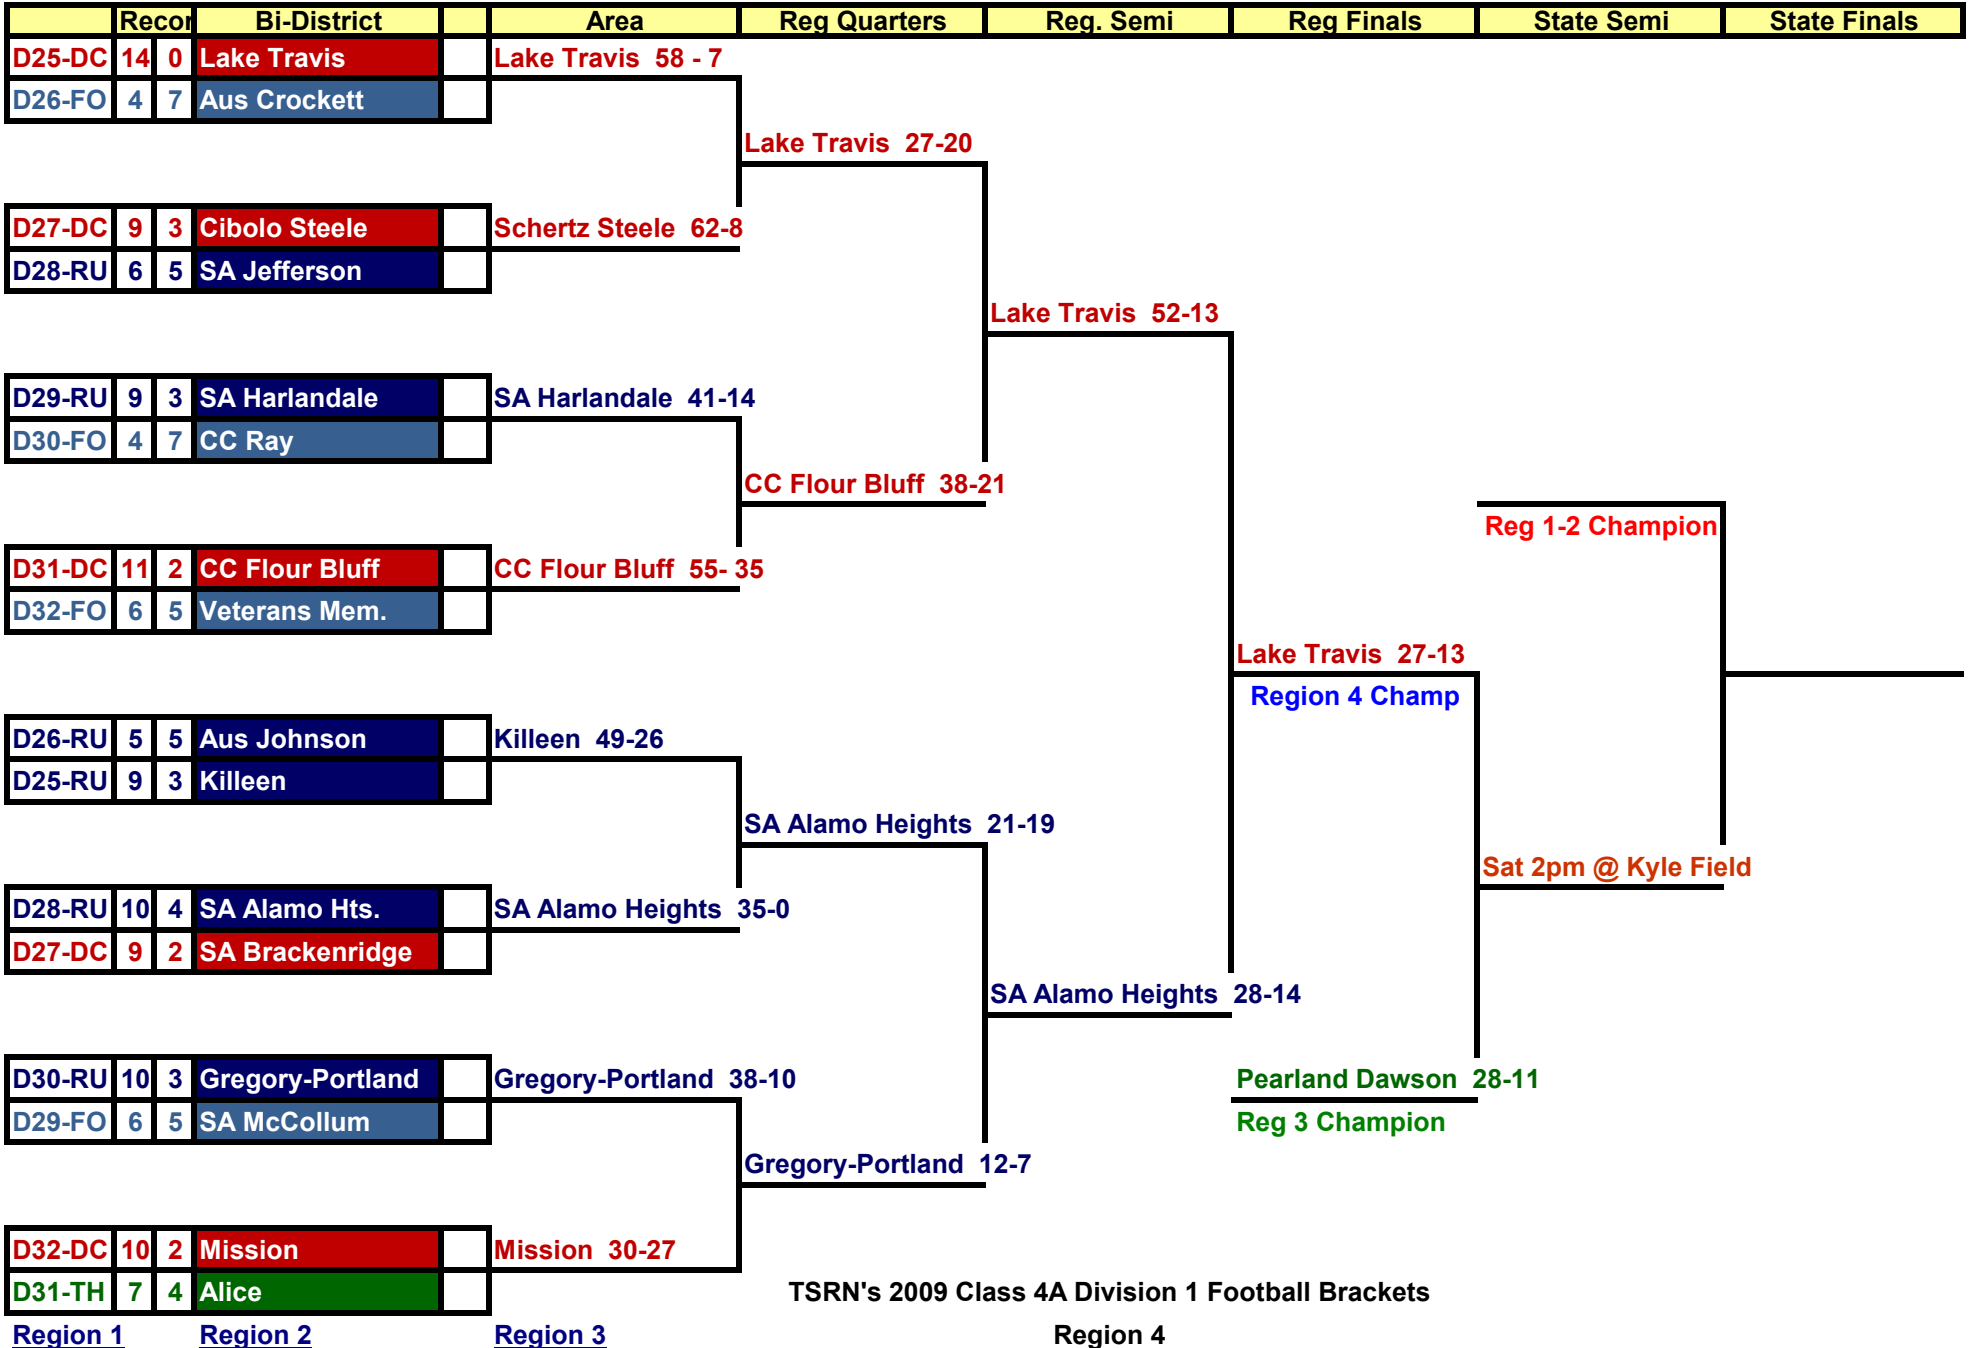 Recor Bi-District Area Reg Quarters Reg. Semi Reg Finals State Semi State Finals
D25-DC 14 0 Lake Travis Lake Travis 58 - 7
D26-FO 4 7 Aus Crockett
Lake Travis 27-20
D27-DC 9 3 Cibolo Steele Schertz Steele 62-8
D28-RU 6 5 SA Jefferson
Lake Travis 52-13
D29-RU 9 3 SA Harlandale SA Harlandale 41-14
D30-FO 4 7 CC Ray
CC Flour Bluff 38-21
Reg 1-2 Champion
D31-DC 11 2 CC Flour Bluff CC Flour Bluff 55- 35
D32-FO 6 5 Veterans Mem.
Lake Travis 27-13
Region 4 Champ
D26-RU 5 5 Aus Johnson Killeen 49-26
D25-RU 9 3 Killeen
SA Alamo Heights 21-19
Sat 2pm @ Kyle Field
D28-RU 10 4 SA Alamo Hts. SA Alamo Heights 35-0
D27-DC 9 2 SA Brackenridge
SA Alamo Heights 28-14
D30-RU 10 3 Gregory-Portland Gregory-Portland 38-10 Pearland Dawson 28-11
D29-FO 6 5 SA McCollum Reg 3 Champion
Gregory-Portland 12-7
D32-DC 10 2 Mission Mission 30-27
D31-TH 7 4 Alice TSRN's 2009 Class 4A Division 1 Football Brackets
Region 1 Region 2 Region 3 Region 4